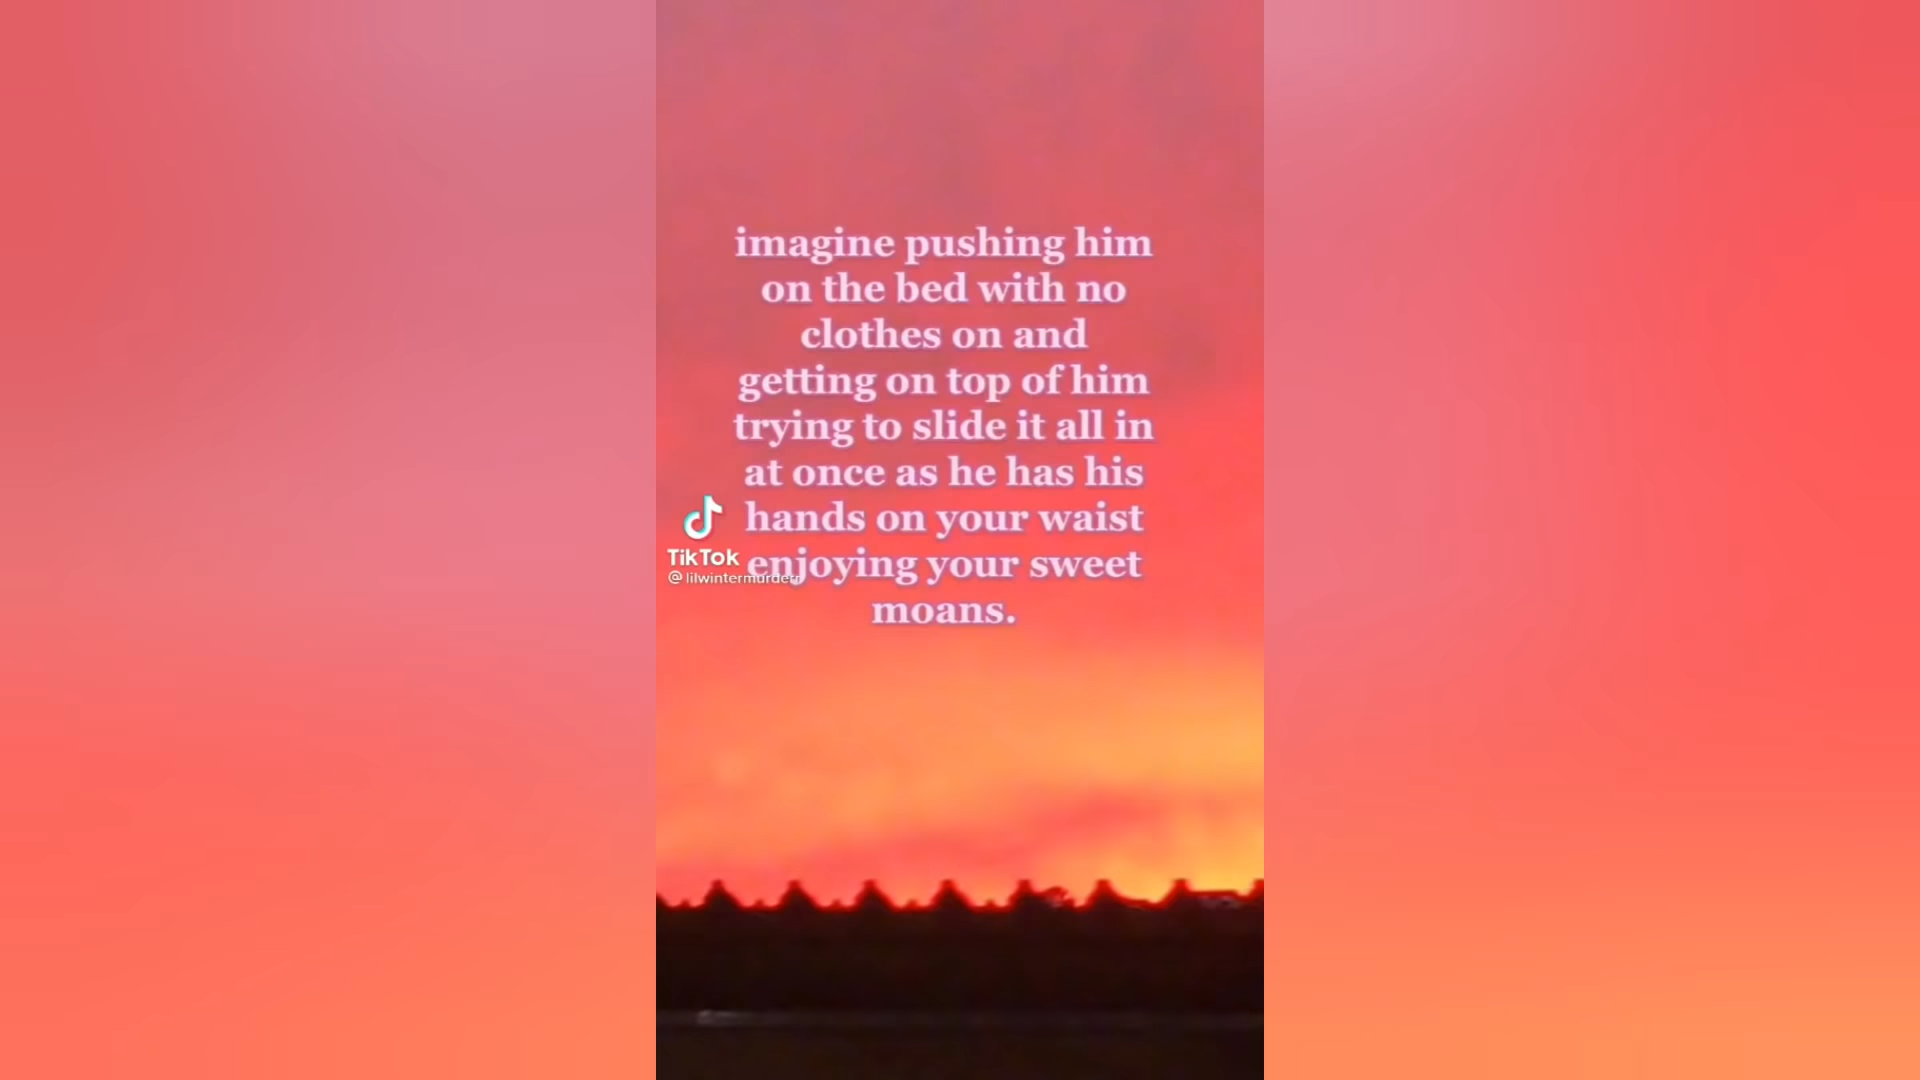 imagine pushing him
on the bed with no
clothes on and
getting on top of him
trying to slide it all in
at once as he has his
hands on your waist
enjoying your sweet
moans.
TikTok
@lilwintermurderr